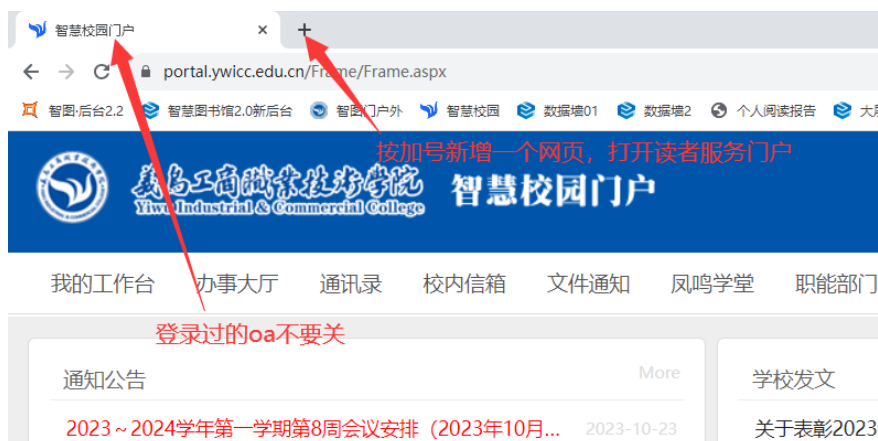 智慧校园门户
portal.ywicc.edu.cn/Frame/Frame.aspx
智图·后台2.2 智慧图书馆2.0新后台 智图门户外 智慧校园 数据墙01 数据墙2 个人阅读报告
按加号新增一个网页，打开读者服务门户
义乌工商职业技术学院 智慧校园门户
Yiwu Industrial & Commercial College
我的工作台 办事大厅 通讯录 校内信箱 文件通知 凤鸣学堂 职能部门
登录过的oa不要关
通知公告 More 学校发文
2023～2024学年第一学期第8周会议安排（2023年10月... 2023-10-23 关于表彰2023